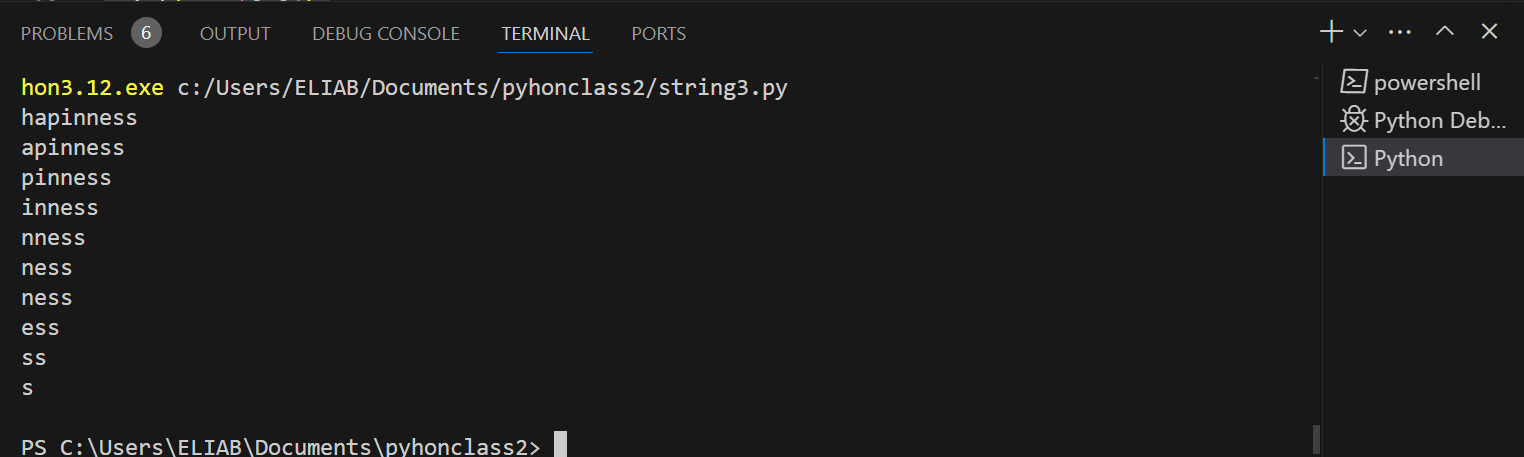 PROBLEMS 6 OUTPUT DEBUG CONSOLE TERMINAL PORTS
hon3.12.exe c:/Users/ELIAB/Documents/pyhonclass2/string3.py
hapinness
apinness
pinness
inness
nness
ness
ness
ess
ss
s
PS C:\Users\ELIAB\Documents\pyhonclass2>
powershell
Python Deb...
Python